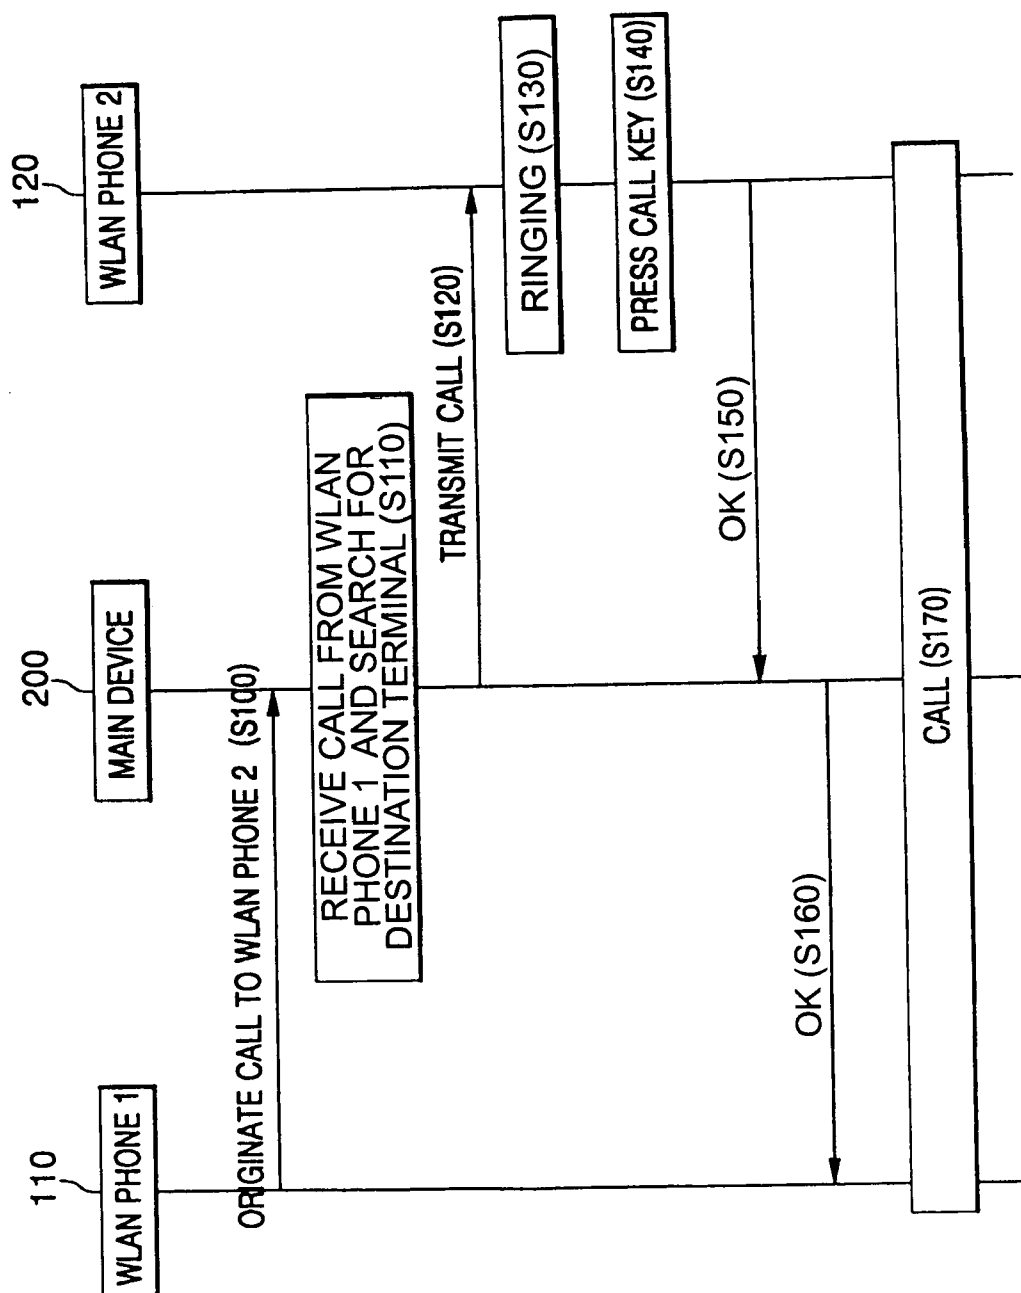 110
200
120
WLAN PHONE 1
MAIN DEVICE
WLAN PHONE 2
ORIGINATE CALL TO WLAN PHONE 2 (S100)
RECEIVE CALL FROM WLAN
PHONE 1 AND SEARCH FOR
DESTINATION TERMINAL (S110)
TRANSMIT CALL (S120)
RINGING (S130)
PRESS CALL KEY (S140)
OK (S150)
OK (S160)
CALL (S170)